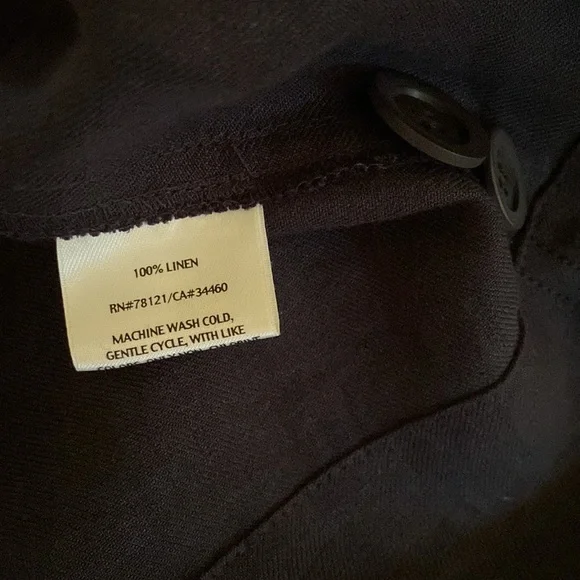 100% LINEN
RN#78121/CA#34460
MACHINE WASH COLD,
GENTLE CYCLE, WITH LIKE